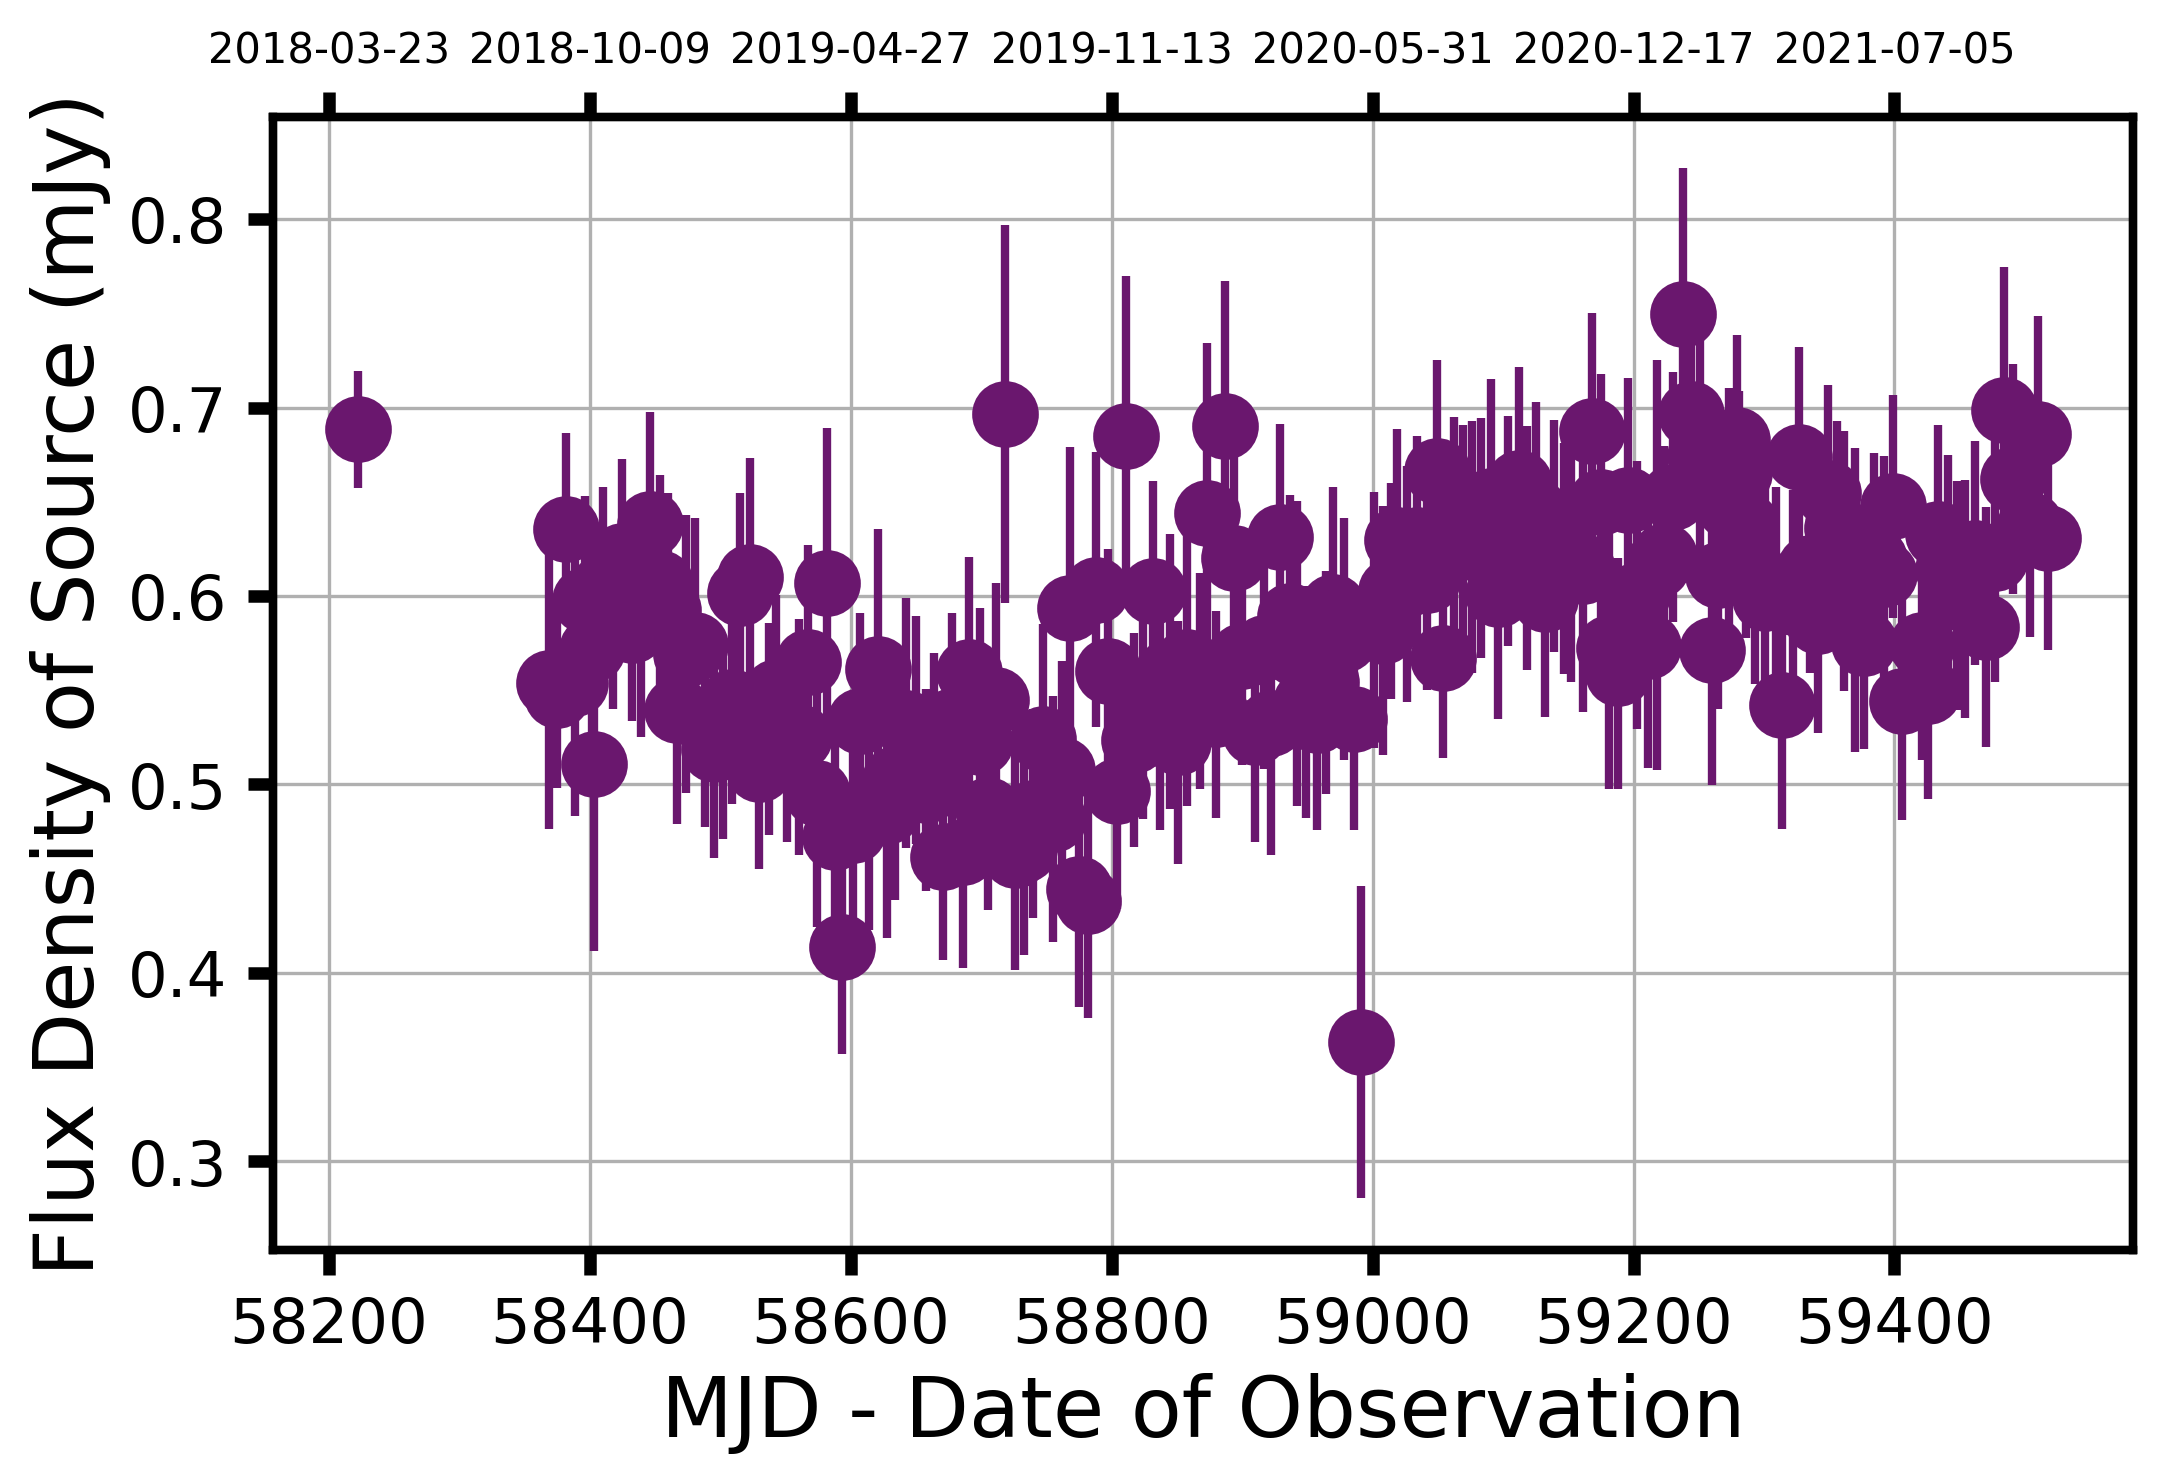 2018-03-23 2018-10-09 2019-04-27 2019-11-13 2020-05-31 2020-12-17 2021-07-05
Flux Density of Source (mJy)
0.8
0.7
0.6
0.5
0.4
0.3
58200 58400 58600 58800 59000 59200 59400
MJD - Date of Observation